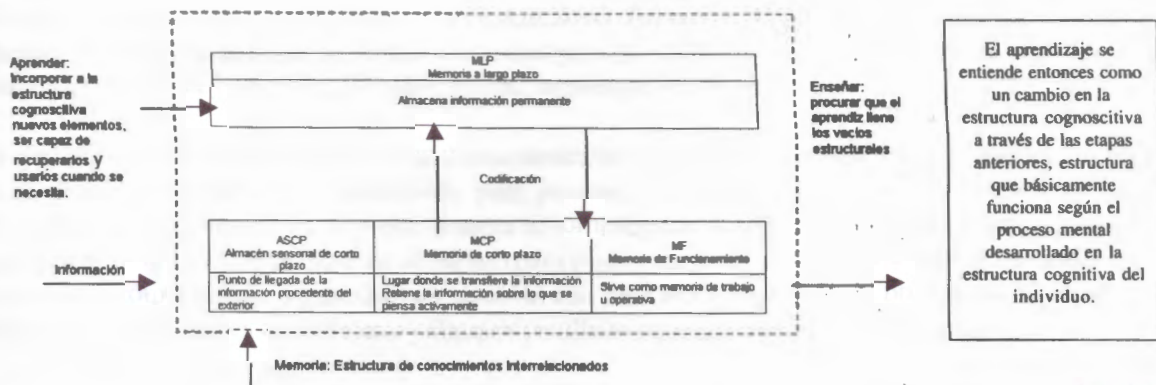 Aprender:
Incorporar a la
estructura
cognoscitiva
nuevos elementos,
ser capaz de
recuperarlos y
usarlos cuando se
necesita.
Información
MLP
Memoria a largo plazo
Almacena información permanente
Codificación
ASCP
Almacén sensorial de corto
plazo
Punto de llegada de la
información procedente del
exterior
MCP
Memoria de corto plazo
Lugar donde se transfiere la información
Retiene la información sobre lo que se
piensa activamente
MF
Memoria de Funcionamiento
Sirve como memoria de trabajo
u operativa
Memoria: Estructura de conocimientos Interrelacionados
Enseñar:
procurar que el
aprendiz llene
los vacíos
estructurales
El aprendizaje se
entiende entonces como
un cambio en la
estructura cognoscitiva
a través de las etapas
anteriores, estructura
que básicamente
funciona según el
proceso mental
desarrollado en la
estructura cognitiva del
individuo.